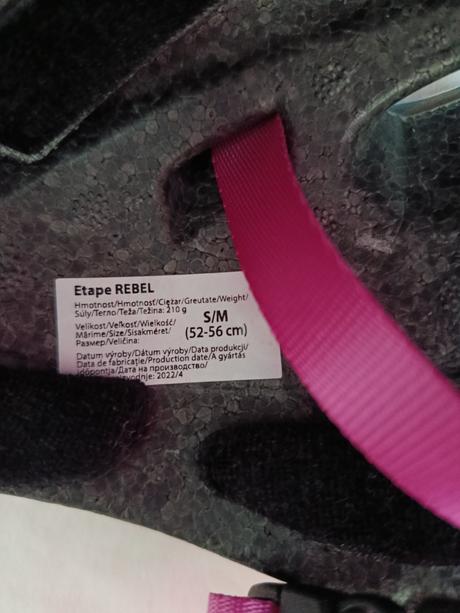 Etape REBEL
Hmotnost/Hmotnosť/Ciężar/Greutate/Weight/
Súly/Тегло/Teža/Težina: 210 g
Velikost/Veľkosť/Wielkość/
Mărime/Size/Sisakméret/
Размер/Veličina:
S/M
(52-56 cm)
Datum výroby/Dátum výroby/Data produkcji/
Data de fabricație/Production date/A gyártás
időpontja/Дата на производство/
2022/4